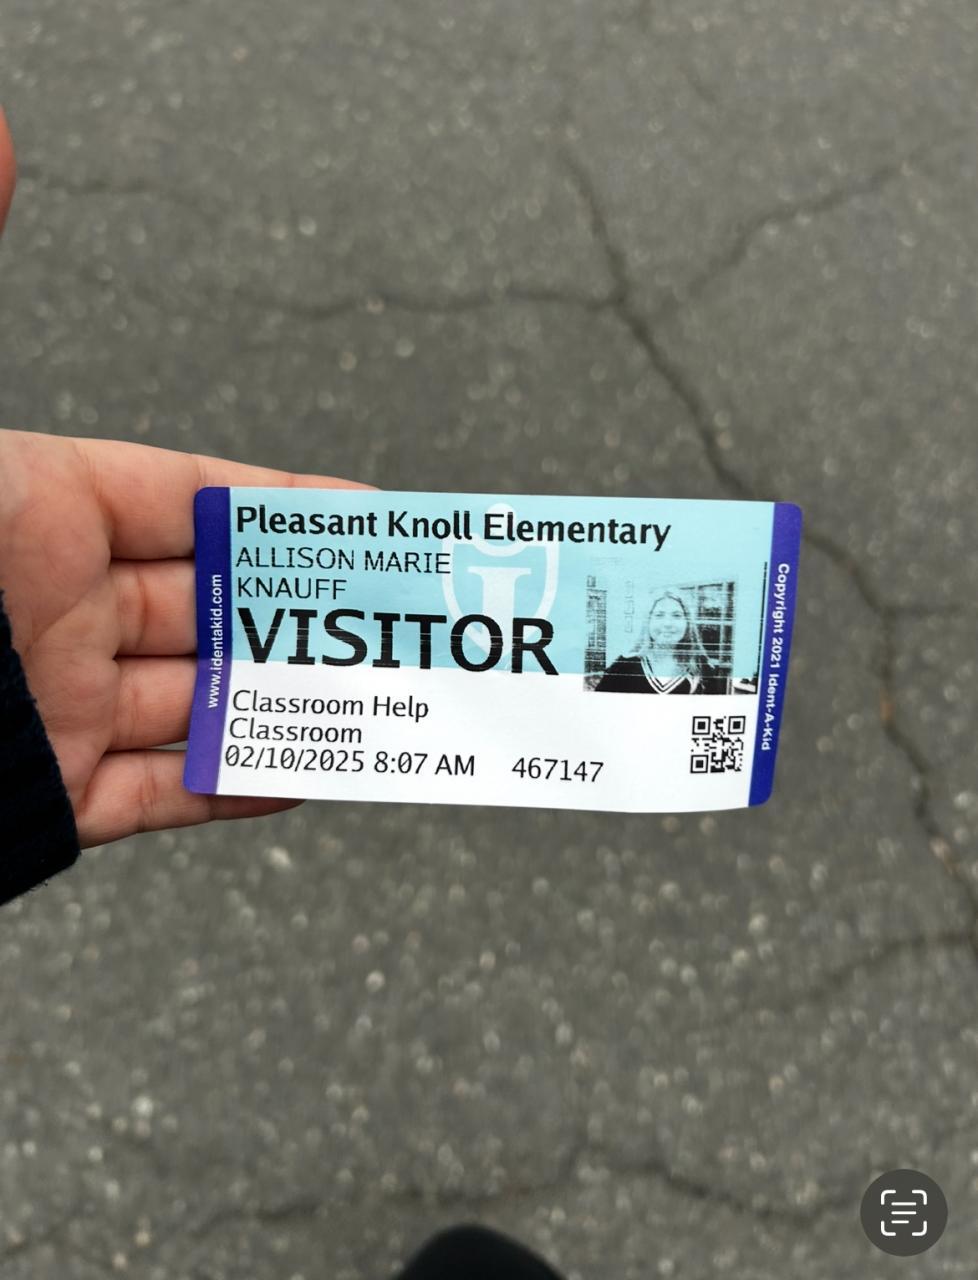 Pleasant Knoll Elementary
ALLISON MARIE
KNAUFF
VISITOR
Classroom Help
Classroom
02/10/2025 8:07 AM 467147
www.identakid.com
Copyright 2021 Ident-A-Kid